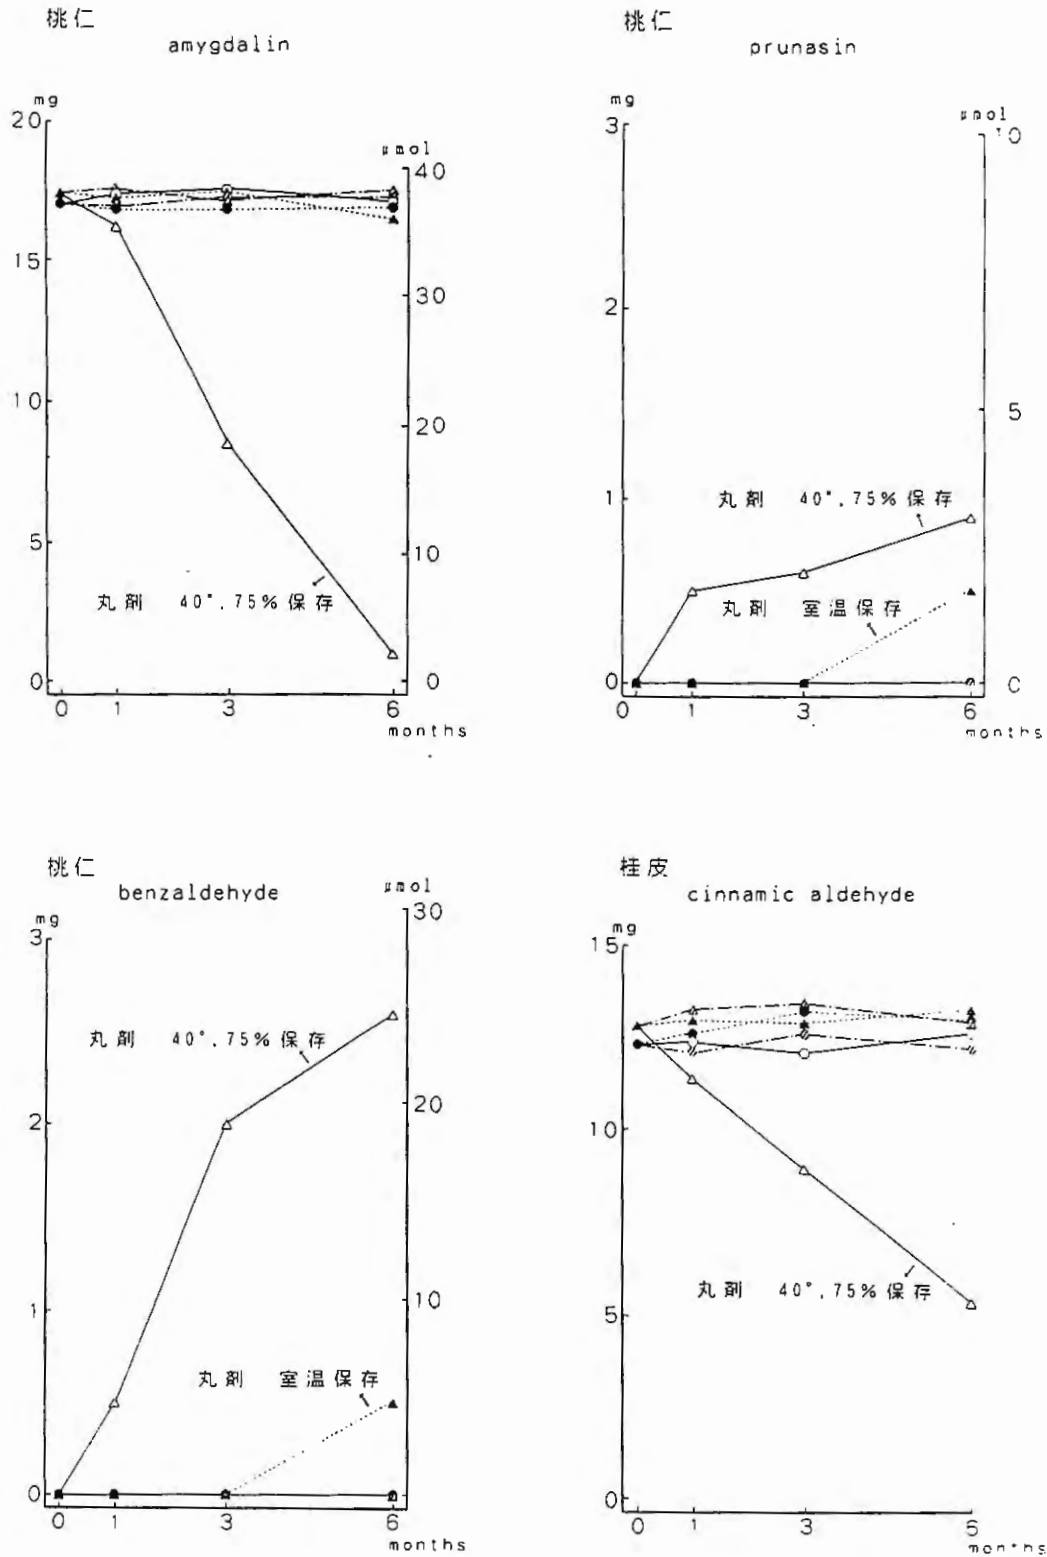 桃仁
amygdalin
mg
20
15
10
5
0
μmol
40
30
20
10
0
丸剤 40°,75%保存
0 1 3 6
months
桃仁
prunasin
mg
3
2
1
0
μmol
10
5
0
丸剤 40°,75%保存
丸剤 室温保存
0 1 3 6
months
桃仁
benzaldehyde
mg
3
2
1
0
μmol
30
20
10
丸剤 40°,75%保存
丸剤 室温保存
0 1 3 6
months
桂皮
cinnamic aldehyde
mg
15
10
5
0
丸剤 40°,75%保存
0 1 3 6
months